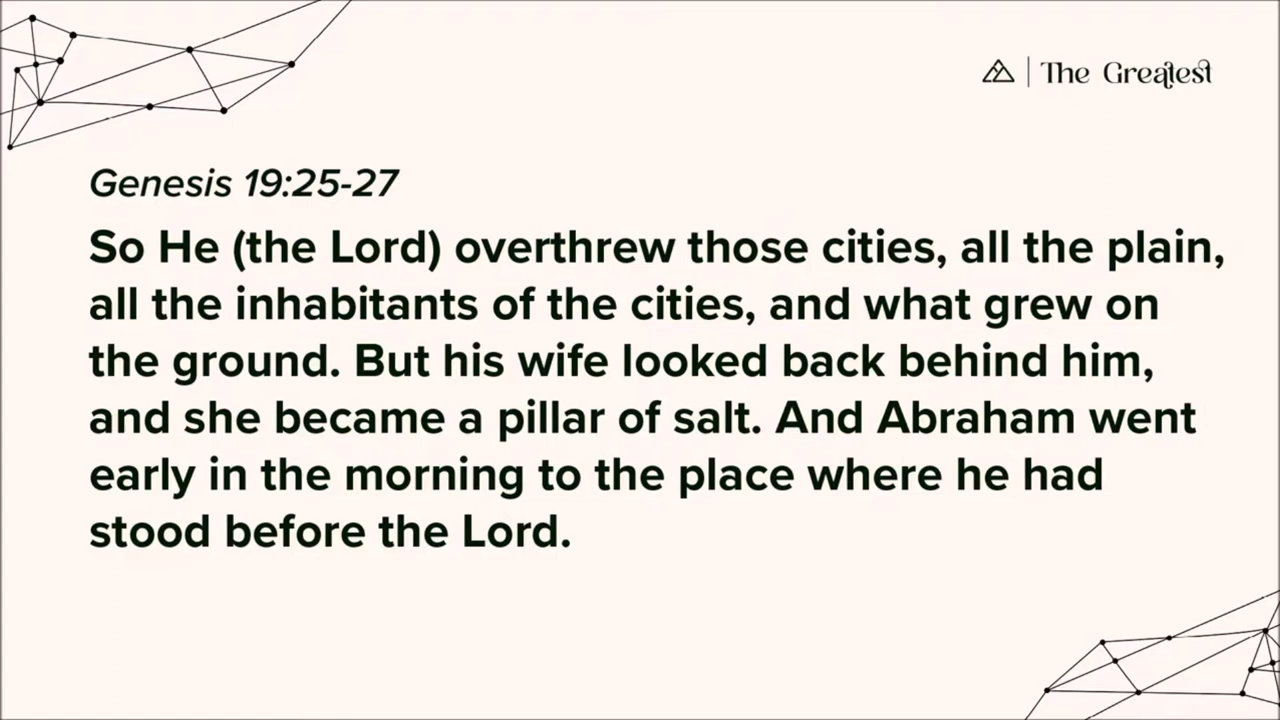 The Greatest
Genesis 19:25-27
So He (the Lord) overthrew those cities, all the plain,
all the inhabitants of the cities, and what grew on
the ground. But his wife looked back behind him,
and she became a pillar of salt. And Abraham went
early in the morning to the place where he had
stood before the Lord.